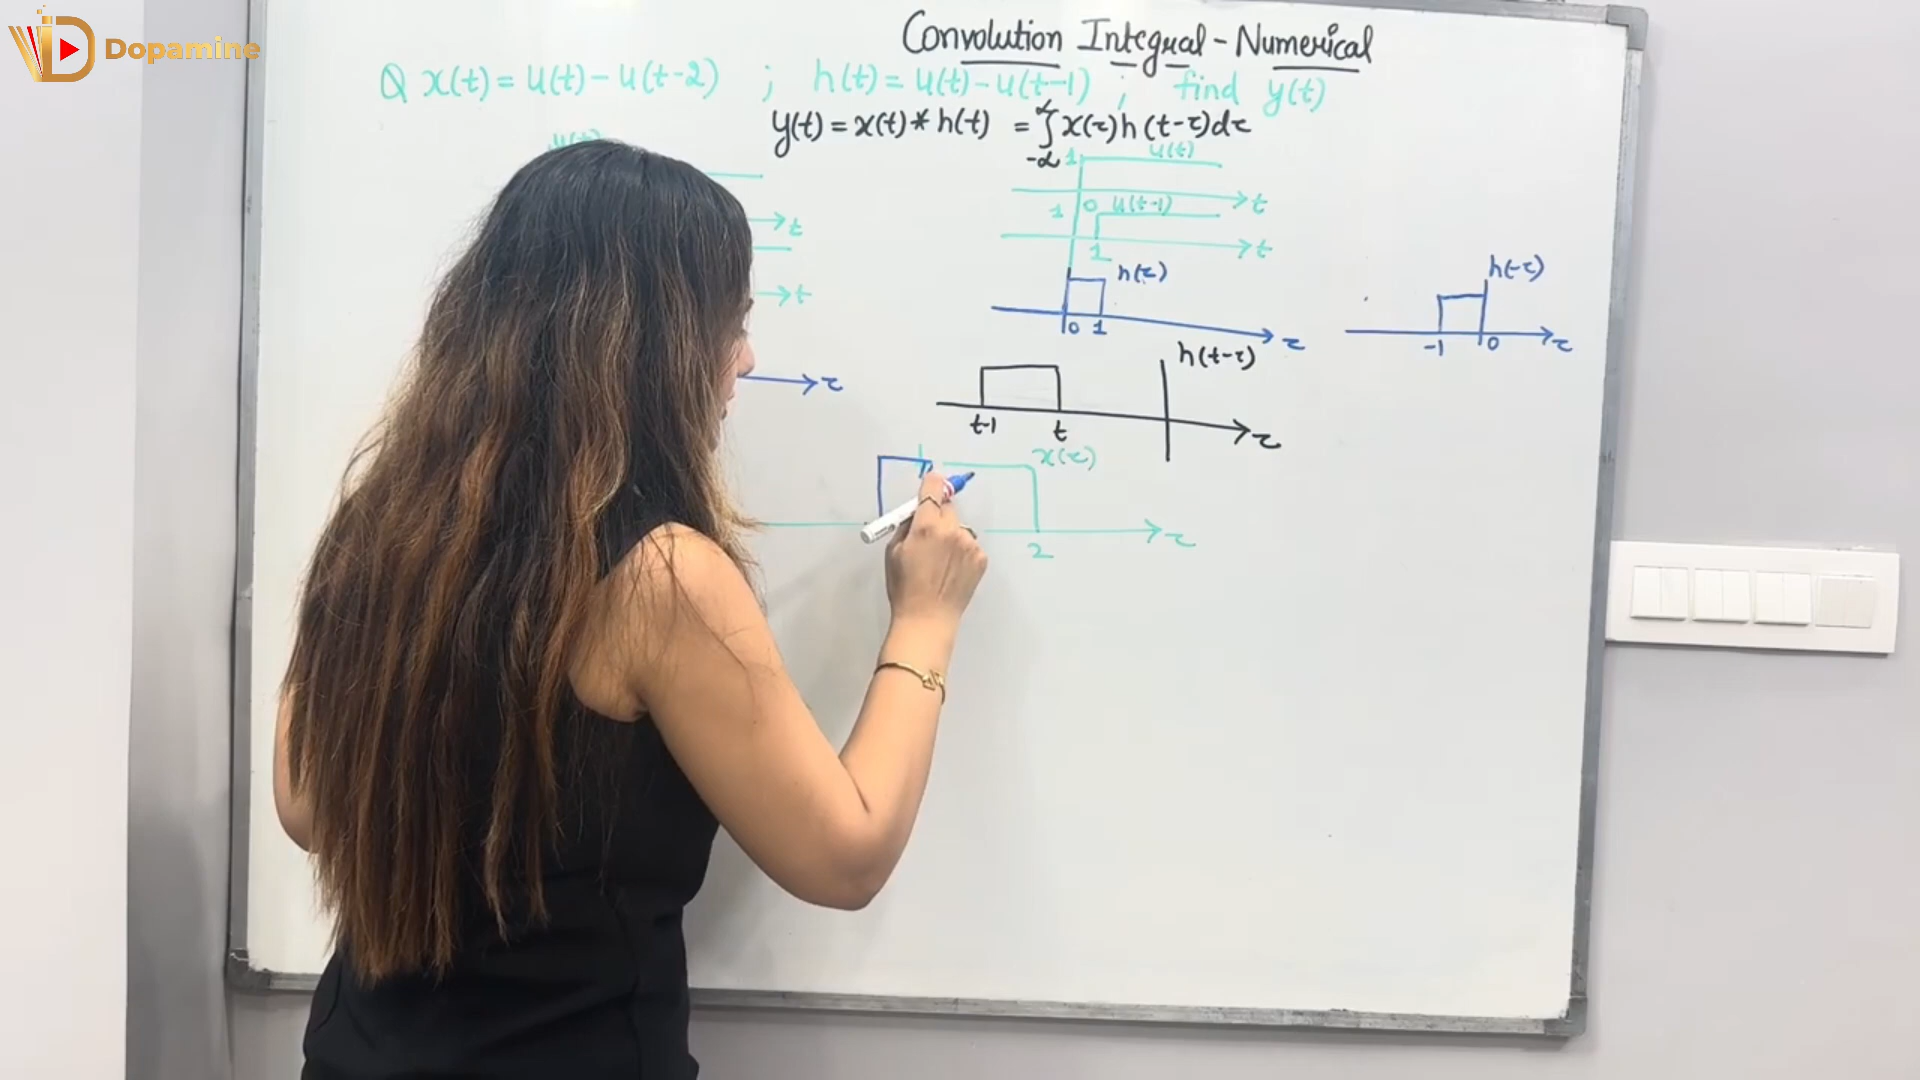 Dopamine
Convolution Integral - Numerical
Q x(t) = u(t) - u(t-2) ; h(t) = u(t) - u(t-1) ; find y(t)
y(t) = x(t) * h(t) = ∫ x(τ) h (t-τ) dτ
-∞
1 u(t)
0 t
1 u(t-1)
1 t
t
t
h(τ)
0 1 τ
h(-τ)
-1 0 τ
h(t-τ)
t-1 t τ
τ
x(τ)
2 τ